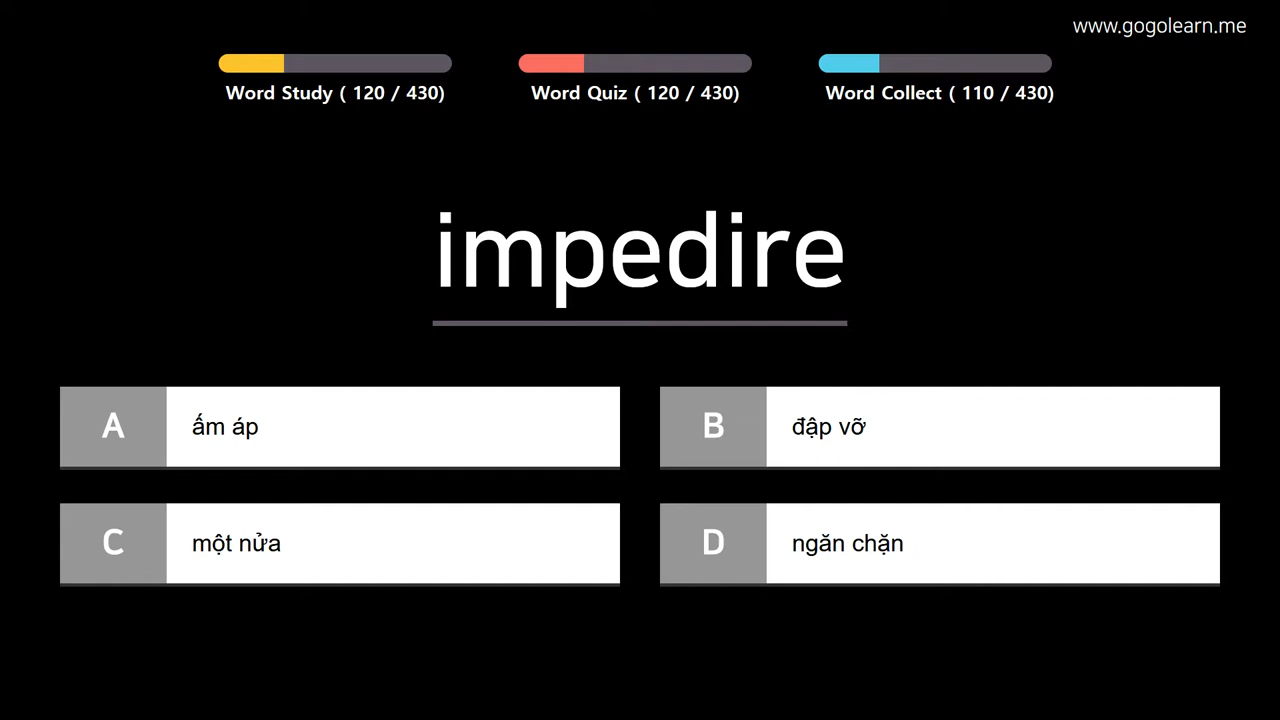 www.gogolearn.me
Word Study ( 120 / 430)
Word Quiz ( 120 / 430)
Word Collect ( 110 / 430)
impedire
A ấm áp
B đập vỡ
C một nửa
D ngăn chặn